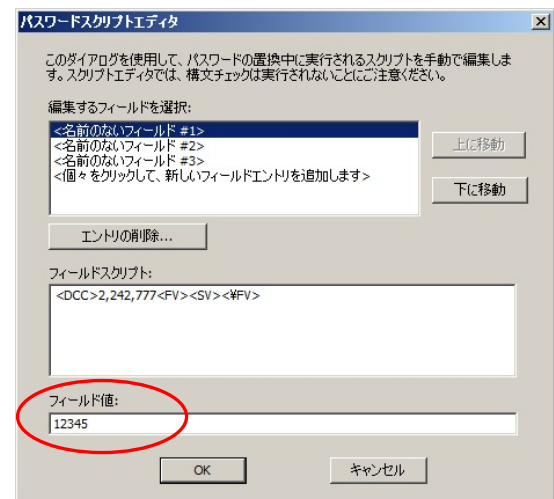 パスワードスクリプトエディタ
このダイアログを使用して、パスワードの置換中に実行されるスクリプトを手動で編集しま
す。スクリプトエディタでは、構文チェックは実行されないことにご注意ください。
編集するフィールドを選択:
<名前のないフィールド #1>
<名前のないフィールド #2>
<名前のないフィールド #3>
<個々をクリックして、新しいフィールドエントリを追加します>
上に移動
下に移動
エントリの削除...
フィールドスクリプト:
<DCC>2,242,777<FV><SV><¥FV>
フィールド値:
12345
OK
キャンセル